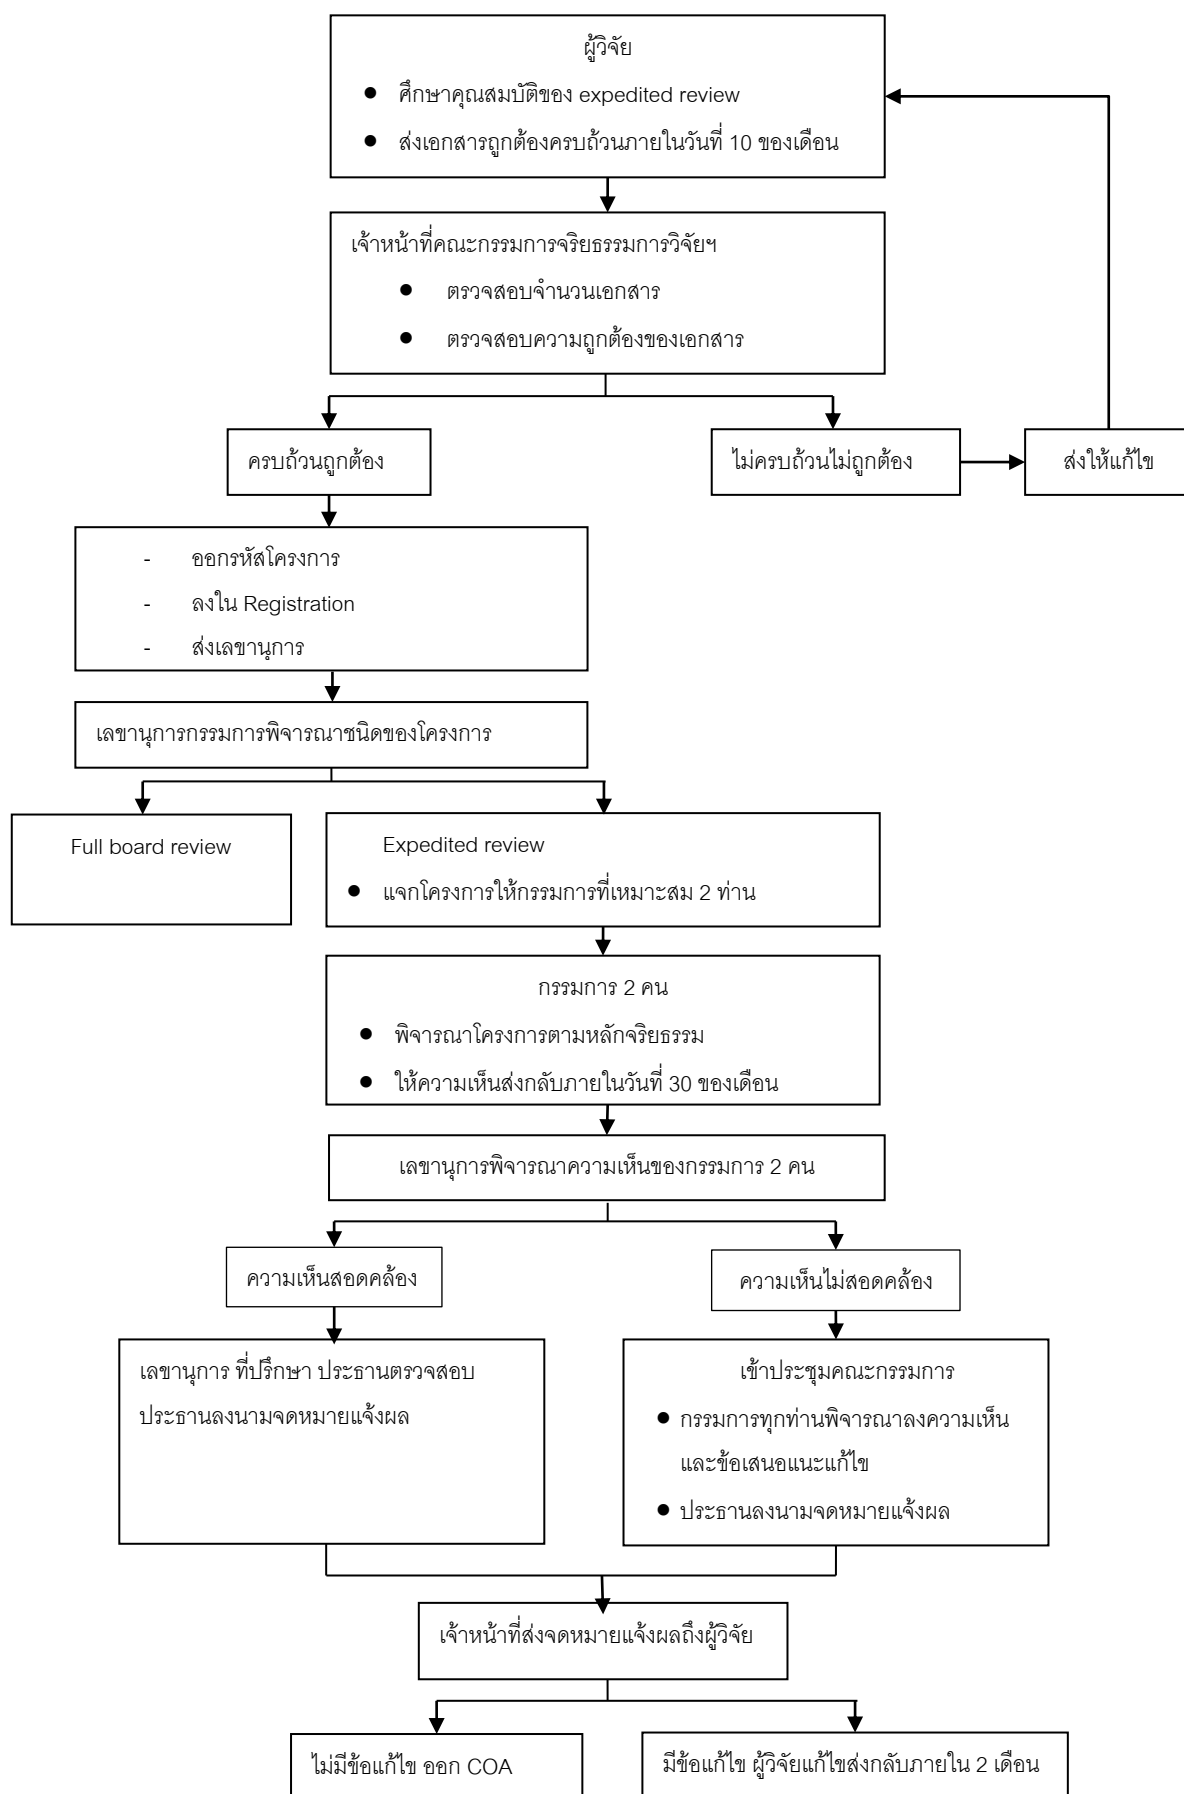 ผู้วิจัย
● ศึกษาคุณสมบัติของ expedited review
● ส่งเอกสารถูกต้องครบถ้วนภายในวันที่ 10 ของเดือน
เจ้าหน้าที่คณะกรรมการจริยธรรมการวิจัยฯ
● ตรวจสอบจำนวนเอกสาร
● ตรวจสอบความถูกต้องของเอกสาร
ครบถ้วนถูกต้อง
ไม่ครบถ้วนไม่ถูกต้อง
ส่งให้แก้ไข
- ออกรหัสโครงการ
- ลงใน Registration
- ส่งเลขานุการ
เลขานุการกรรมการพิจารณาชนิดของโครงการ
Full board review
Expedited review
● แจกโครงการให้กรรมการที่เหมาะสม 2 ท่าน
กรรมการ 2 คน
● พิจารณาโครงการตามหลักจริยธรรม
● ให้ความเห็นส่งกลับภายในวันที่ 30 ของเดือน
เลขานุการพิจารณาความเห็นของกรรมการ 2 คน
ความเห็นสอดคล้อง
ความเห็นไม่สอดคล้อง
เลขานุการ ที่ปรึกษา ประธานตรวจสอบ
ประธานลงนามจดหมายแจ้งผล
เข้าประชุมคณะกรรมการ
● กรรมการทุกท่านพิจารณาลงความเห็น
และข้อเสนอแนะแก้ไข
● ประธานลงนามจดหมายแจ้งผล
เจ้าหน้าที่ส่งจดหมายแจ้งผลถึงผู้วิจัย
ไม่มีข้อแก้ไข ออก COA
มีข้อแก้ไข ผู้วิจัยแก้ไขส่งกลับภายใน 2 เดือน